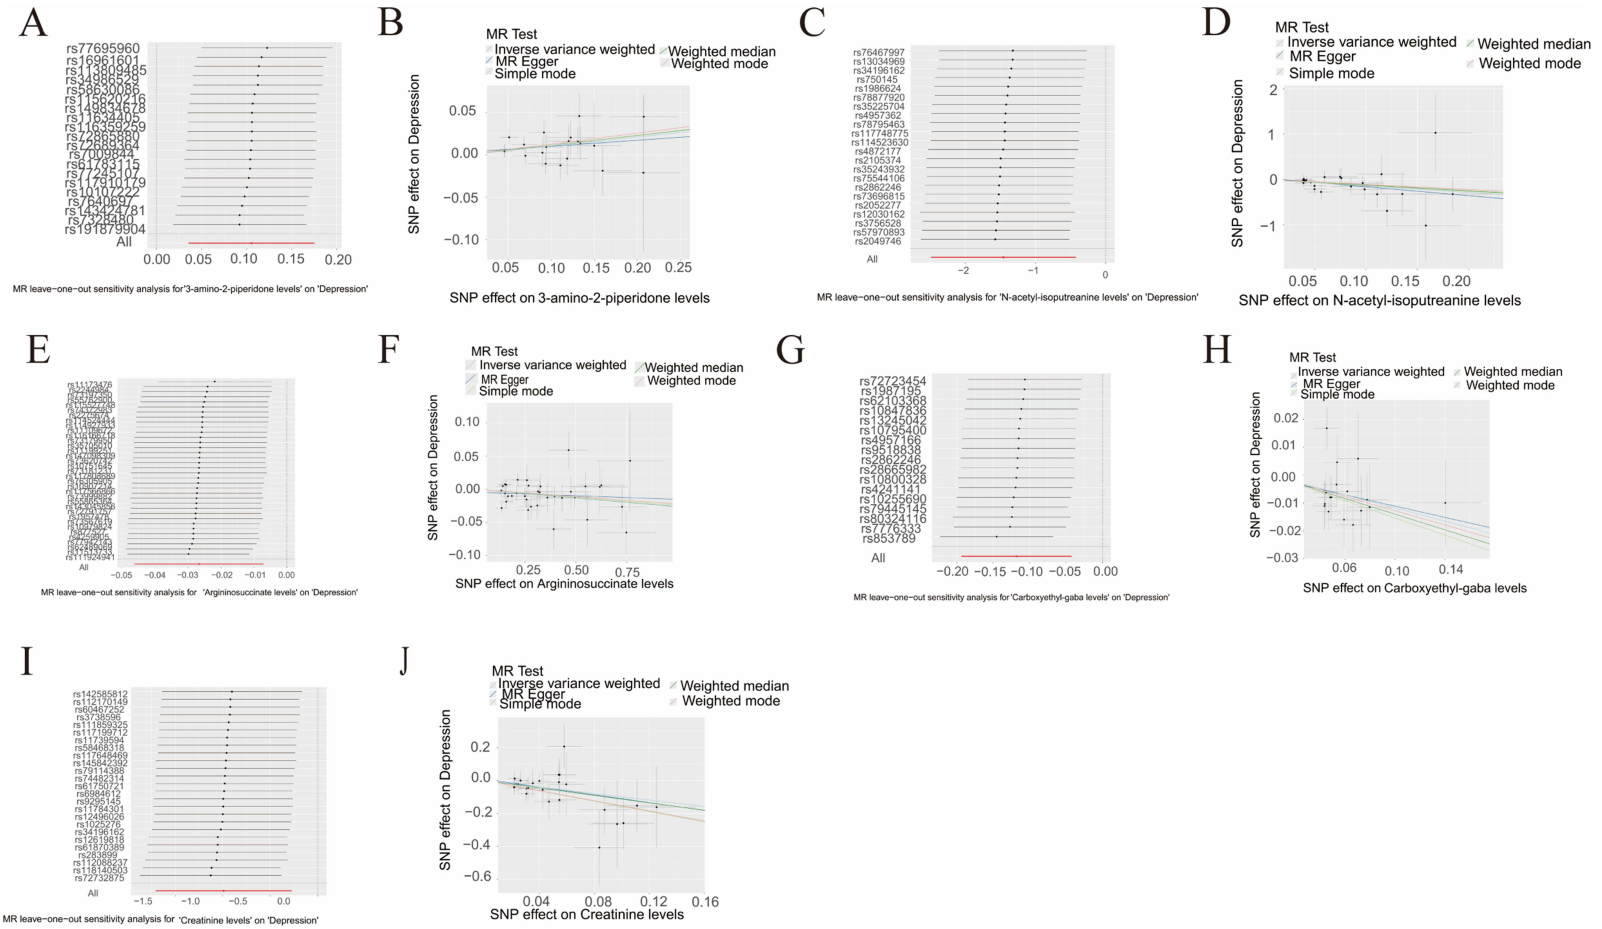 A
rs77695960
rs16961601
rs113809485
rs34986529
rs58630086
rs115620216
rs149834678
rs11634405
rs116359259
rs72865880
rs72689364
rs7009844
rs61783115
rs77245107
rs117910179
rs10107222
rs7640697
rs143424781
rs7328480
rs191879904
All
0.00 0.05 0.10 0.15 0.20
MR leave−one−out sensitivity analysis for'3-amino-2-piperidone levels' on 'Depression'
B
MR Test
Inverse variance weighted
Weighted median
MR Egger
Weighted mode
Simple mode
SNP effect on Depression
0.05
0.00
−0.05
−0.10
0.05 0.10 0.15 0.20 0.25
SNP effect on 3-amino-2-piperidone levels
C
rs76467997
rs13034969
rs34196162
rs750145
rs1986624
rs78877920
rs35225704
rs4957362
rs78795463
rs117748775
rs114523630
rs4872177
rs2105374
rs35243932
rs75544106
rs2862246
rs73696815
rs2052277
rs12030162
rs3756528
rs57970893
rs2049746
All
−2 −1 0
MR leave−one−out sensitivity analysis for 'N-acetyl-isoputreanine levels' on 'Depression'
D
MR Test
Inverse variance weighted
Weighted median
MR Egger
Weighted mode
Simple mode
SNP effect on Depression
2
1
0
−1
0.05 0.10 0.15 0.20
SNP effect on N-acetyl-isoputreanine levels
E
rs11173476
rs2244984
rs73197350
All
−0.05 −0.04 −0.03 −0.02 −0.01 0.00
MR leave−one−out sensitivity analysis for 'Argininosuccinate levels' on 'Depression'
F
MR Test
Inverse variance weighted
Weighted median
MR Egger
Weighted mode
Simple mode
SNP effect on Depression
0.10
0.05
0.00
−0.05
−0.10
0.25 0.50 0.75
SNP effect on Argininosuccinate levels
G
rs72723454
rs1987195
rs62103368
rs10847836
rs13245042
rs10795400
rs4957166
rs9518838
rs2862246
rs28665982
rs10800328
rs4241141
rs10255690
rs79445145
rs80324116
rs7776333
rs853789
All
−0.20 −0.15 −0.10 −0.05 0.00
MR leave−one−out sensitivity analysis for 'Carboxyethyl-gaba levels' on 'Depression'
H
MR Test
Inverse variance weighted
Weighted median
MR Egger
Weighted mode
Simple mode
SNP effect on Depression
0.02
0.01
0.00
−0.01
−0.02
−0.03
0.06 0.10 0.14
SNP effect on Carboxyethyl-gaba levels
I
rs142585812
rs112170149
rs60467252
rs3738596
rs111859325
rs117199712
rs11739594
rs58468318
rs117648469
rs145842392
rs79114388
rs74482314
rs61750721
rs6984612
rs9295145
rs11784301
rs12496026
rs1025276
rs34196162
rs12619818
rs61870389
rs283899
rs112088237
rs118140503
rs72732875
All
−1.5 −1.0 −0.5 0.0
MR leave−one−out sensitivity analysis for 'Creatinine levels' on 'Depression'
J
MR Test
Inverse variance weighted
Weighted median
MR Egger
Weighted mode
Simple mode
SNP effect on Depression
0.2
0.0
−0.2
−0.4
−0.6
0.04 0.08 0.12 0.16
SNP effect on Creatinine levels